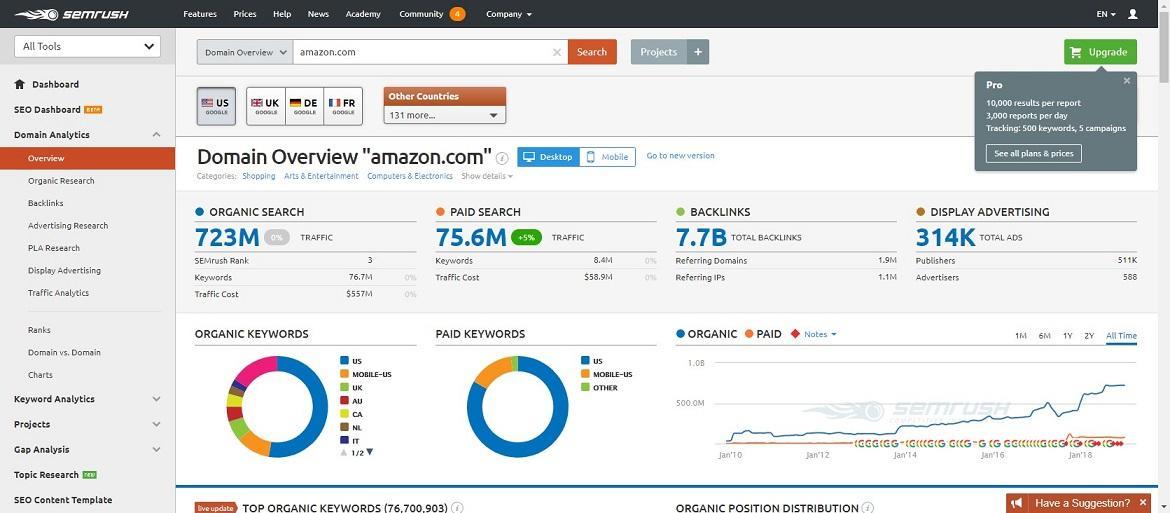 SEMRUSH Features Prices Help News Academy Community 4 Company EN
All Tools
Domain Overview amazon.com Search Projects + Upgrade
Dashboard
SEO Dashboard BETA
Domain Analytics
Overview
Organic Research
Backlinks
Advertising Research
PLA Research
Display Advertising
Traffic Analytics
Ranks
Domain vs. Domain
Charts
Keyword Analytics
Projects
Gap Analysis
Topic Research NEW
SEO Content Template
US GOOGLE UK GOOGLE DE GOOGLE FR GOOGLE
Other Countries
131 more...
Pro
10,000 results per report
3,000 reports per day
Tracking: 500 keywords, 5 campaigns
See all plans & prices
Domain Overview "amazon.com" i Desktop Mobile Go to new version
Categories: Shopping Arts & Entertainment Computers & Electronics Show details
ORGANIC SEARCH
723M 0% TRAFFIC
SEMrush Rank 3
Keywords 76.7M 0%
Traffic Cost $557M 0%
PAID SEARCH
75.6M +5% TRAFFIC
Keywords 8.4M 0%
Traffic Cost $58.9M 0%
BACKLINKS
7.7B TOTAL BACKLINKS
Referring Domains 1.9M
Referring IPs 1.1M
DISPLAY ADVERTISING
314K TOTAL ADS
Publishers 511K
Advertisers 588
ORGANIC KEYWORDS
US
MOBILE-US
UK
AU
CA
NL
IT
1/2
PAID KEYWORDS
US
MOBILE-US
OTHER
ORGANIC PAID Notes 1M 6M 1Y 2Y All Time
1.0B
500.0M
semrush
Jan'10 Jan'12 Jan'14 Jan'16 Jan'18
live update TOP ORGANIC KEYWORDS (76,700,903) i
ORGANIC POSITION DISTRIBUTION i
Have a Suggestion?